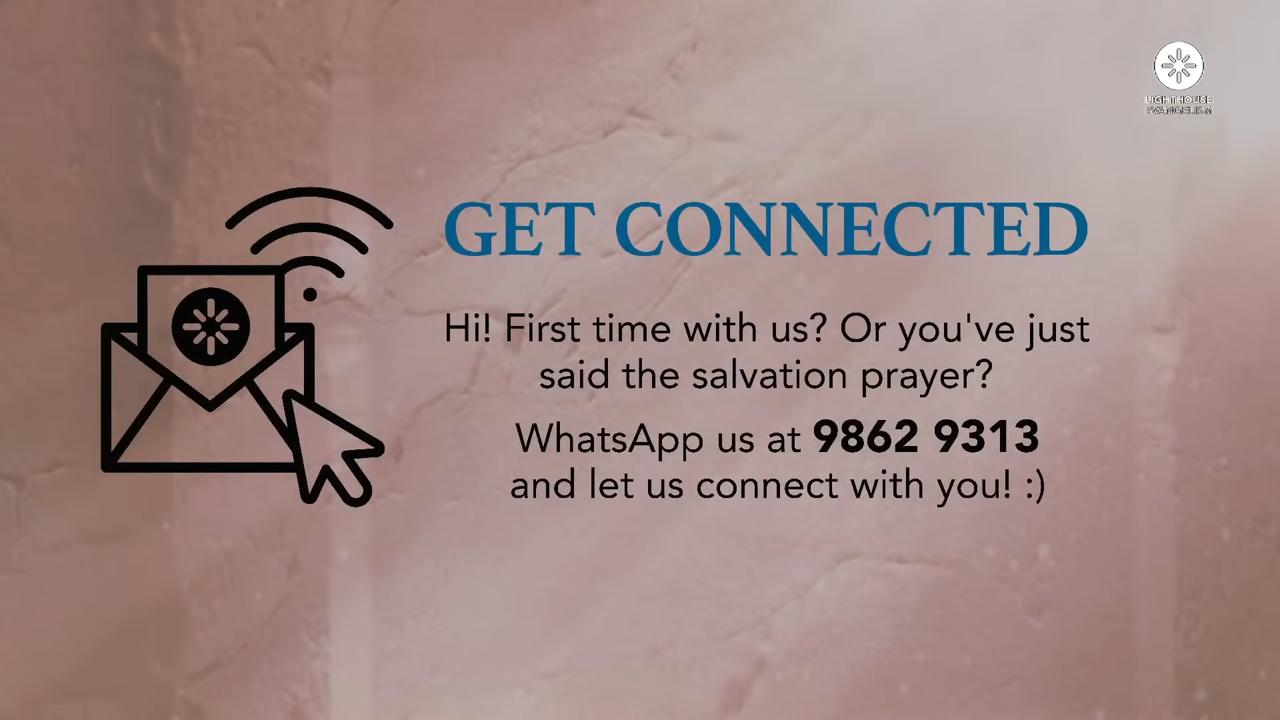 LIGHTHOUSE
EVANGELISM
GET CONNECTED
Hi! First time with us? Or you've just
said the salvation prayer?
WhatsApp us at 9862 9313
and let us connect with you! :)